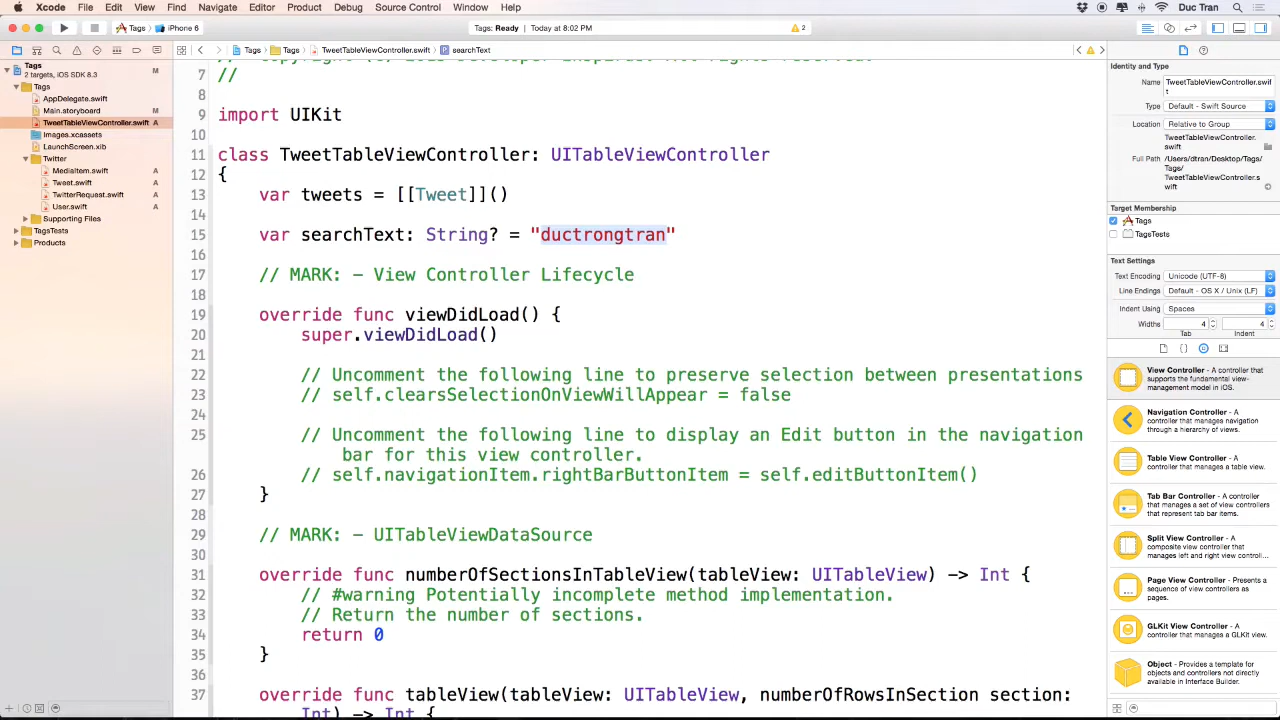 Xcode File Edit View Find Navigate Editor Product Debug Source Control Window Help Duc Tran
Tags iPhone 6 Tags: Ready Today at 8:02 PM 2
Tags Tags TweetTableViewController.swift searchText
Tags M
2 targets, iOS SDK 8.3
Tags
AppDelegate.swift
Main.storyboard M
TweetTableViewController.swift A
Images.xcassets
LaunchScreen.xib
Twitter
MediaItem.swift A
Tweet.swift A
TwitterRequest.swift A
User.swift A
Supporting Files
TagsTests
Products
7 //
8
9 import UIKit
10
11 class TweetTableViewController: UITableViewController
12 {
13 var tweets = [[Tweet]]()
14
15 var searchText: String? = "ductrongtran"
16
17 // MARK: - View Controller Lifecycle
18
19 override func viewDidLoad() {
20 super.viewDidLoad()
21
22 // Uncomment the following line to preserve selection between presentations
23 // self.clearsSelectionOnViewWillAppear = false
24
25 // Uncomment the following line to display an Edit button in the navigation
bar for this view controller.
26 // self.navigationItem.rightBarButtonItem = self.editButtonItem()
27 }
28
29 // MARK: - UITableViewDataSource
30
31 override func numberOfSectionsInTableView(tableView: UITableView) -> Int {
32 // #warning Potentially incomplete method implementation.
33 // Return the number of sections.
34 return 0
35 }
36
37 override func tableView(tableView: UITableView, numberOfRowsInSection section:
Int) -> Int {
Identity and Type
Name TweetTableViewController.swif
t
Type Default - Swift Source
Location Relative to Group
TweetTableViewController.
swift
Full Path /Users/dtran/Desktop/Tags/
Tags/
TweetTableViewController.s
wift
Target Membership
Tags
TagsTests
Text Settings
Text Encoding Unicode (UTF-8)
Line Endings Default - OS X / Unix (LF)
Indent Using Spaces
Widths 4 4
Tab Indent
View Controller - A controller that
supports the fundamental view-
management model in iOS.
Navigation Controller - A
controller that manages navigation
through a hierarchy of views.
Table View Controller - A
controller that manages a table view.
Tab Bar Controller - A controller
that manages a set of view controllers
that represent tab bar items.
Split View Controller - A
composite view controller that
manages left and right view controll...
Page View Controller - Presents a
sequence of view controllers as
pages.
GLKit View Controller - A
controller that manages a GLKit view.
Object - Provides a template for
objects and controllers not directly
available in Interface Builder.